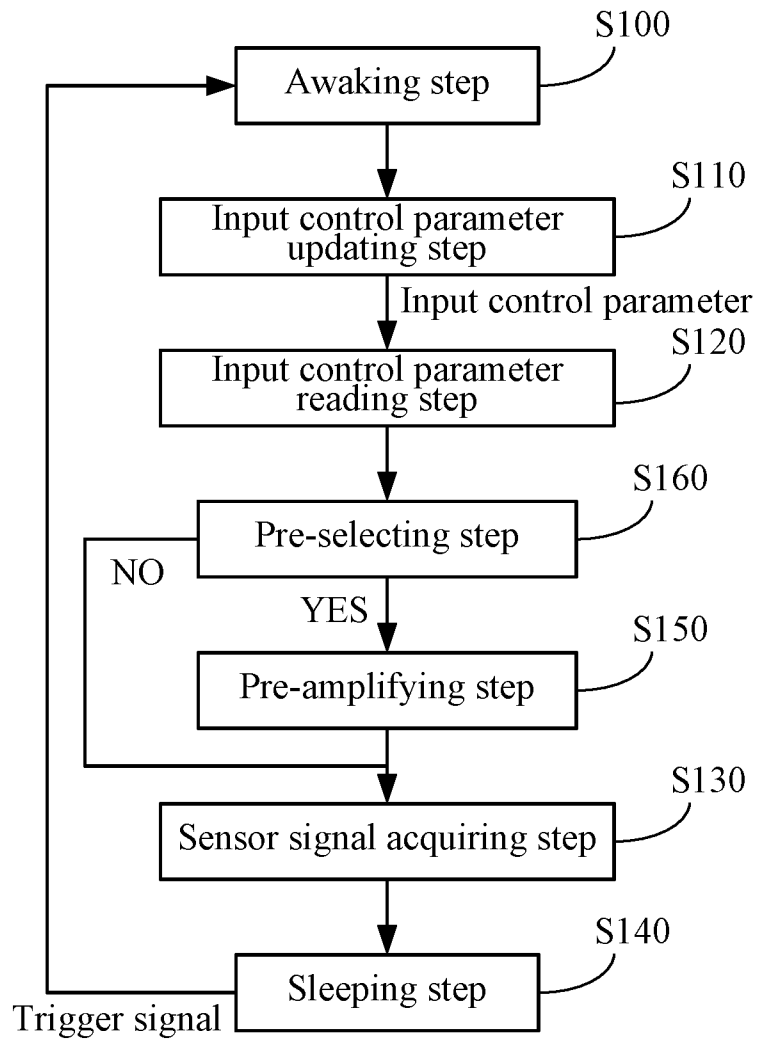 S100
Awaking step
S110
Input control parameter
updating step
Input control parameter
S120
Input control parameter
reading step
S160
Pre-selecting step
NO
YES
S150
Pre-amplifying step
S130
Sensor signal acquiring step
S140
Sleeping step
Trigger signal